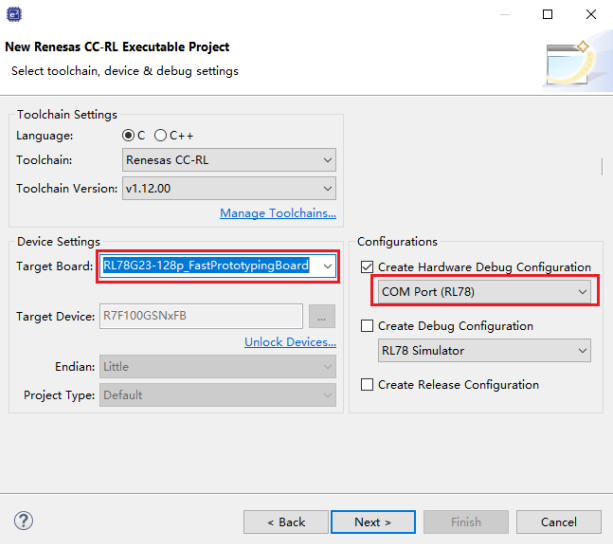 New Renesas CC-RL Executable Project
Select toolchain, device & debug settings
Toolchain Settings
Language: C C++
Toolchain: Renesas CC-RL
Toolchain Version: v1.12.00
Manage Toolchains...
Device Settings
Target Board: RL78G23-128p_FastPrototypingBoard
Target Device: R7F100GSNxFB ...
Unlock Devices...
Endian: Little
Project Type: Default
Configurations
Create Hardware Debug Configuration
COM Port (RL78)
Create Debug Configuration
RL78 Simulator
Create Release Configuration
? < Back Next > Finish Cancel